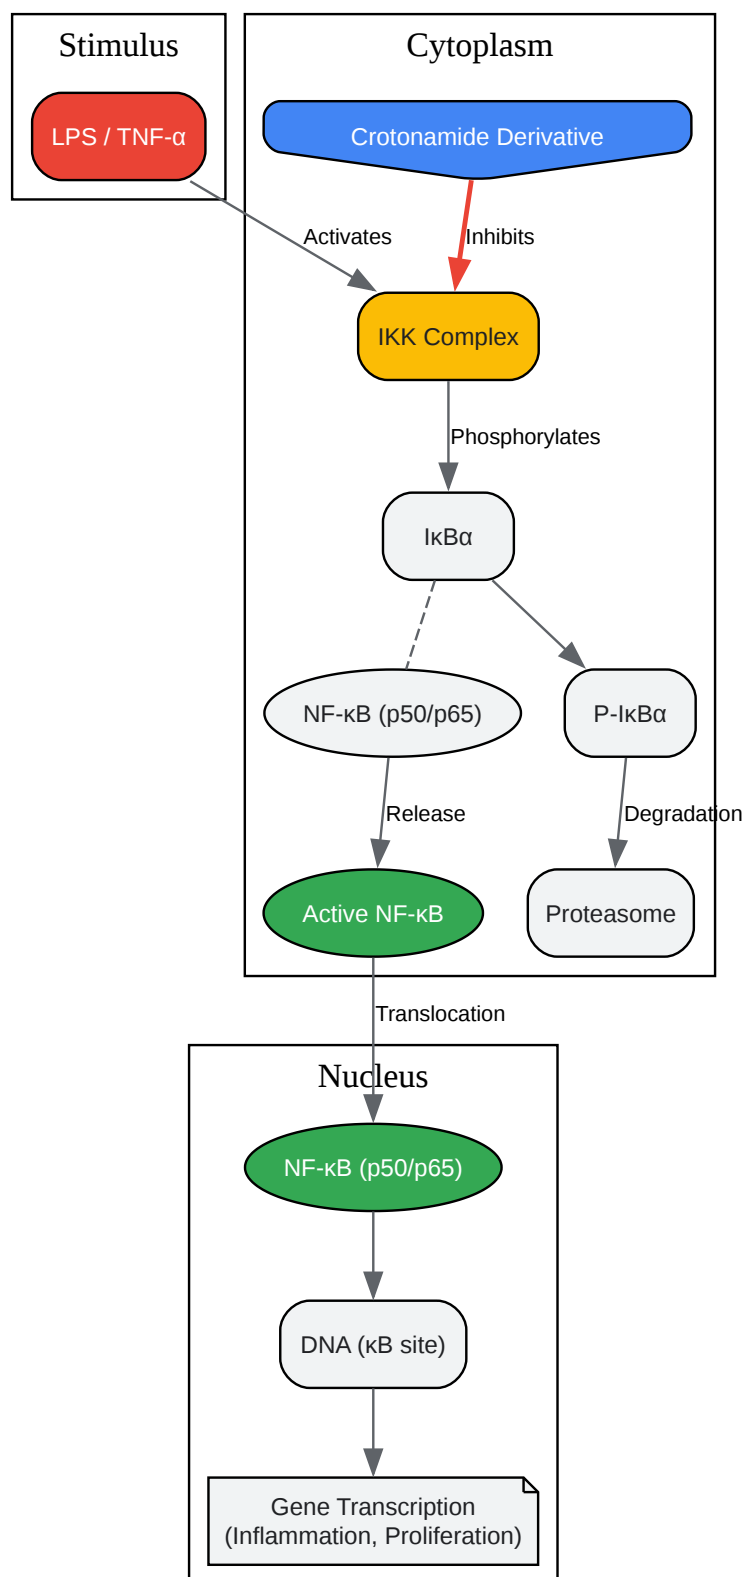 Stimulus
Cytoplasm
LPS / TNF-α
Crotonamide Derivative
Activates
Inhibits
IKK Complex
Phosphorylates
IκBα
NF-κB (p50/p65)
P-IκBα
Release
Degradation
Active NF-κB
Proteasome
Translocation
Nucleus
NF-κB (p50/p65)
DNA (κB site)
Gene Transcription
(Inflammation, Proliferation)